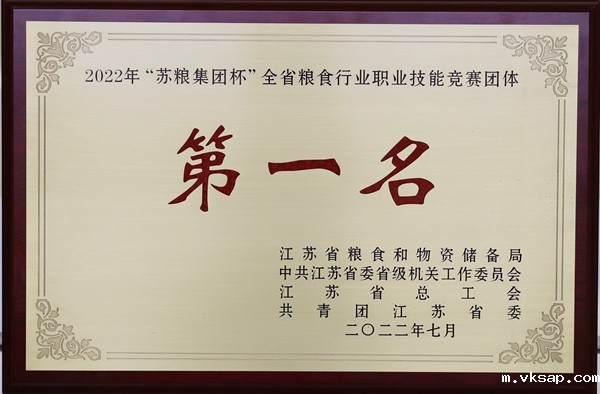 2022年“苏粮集团杯”全省粮食行业职业技能竞赛团体
第一名
江苏省粮食和物资储备局
中共江苏省委省级机关工作委员会
江苏省总工会
共青团江苏省委
二〇二二年七月
m.vksap.com